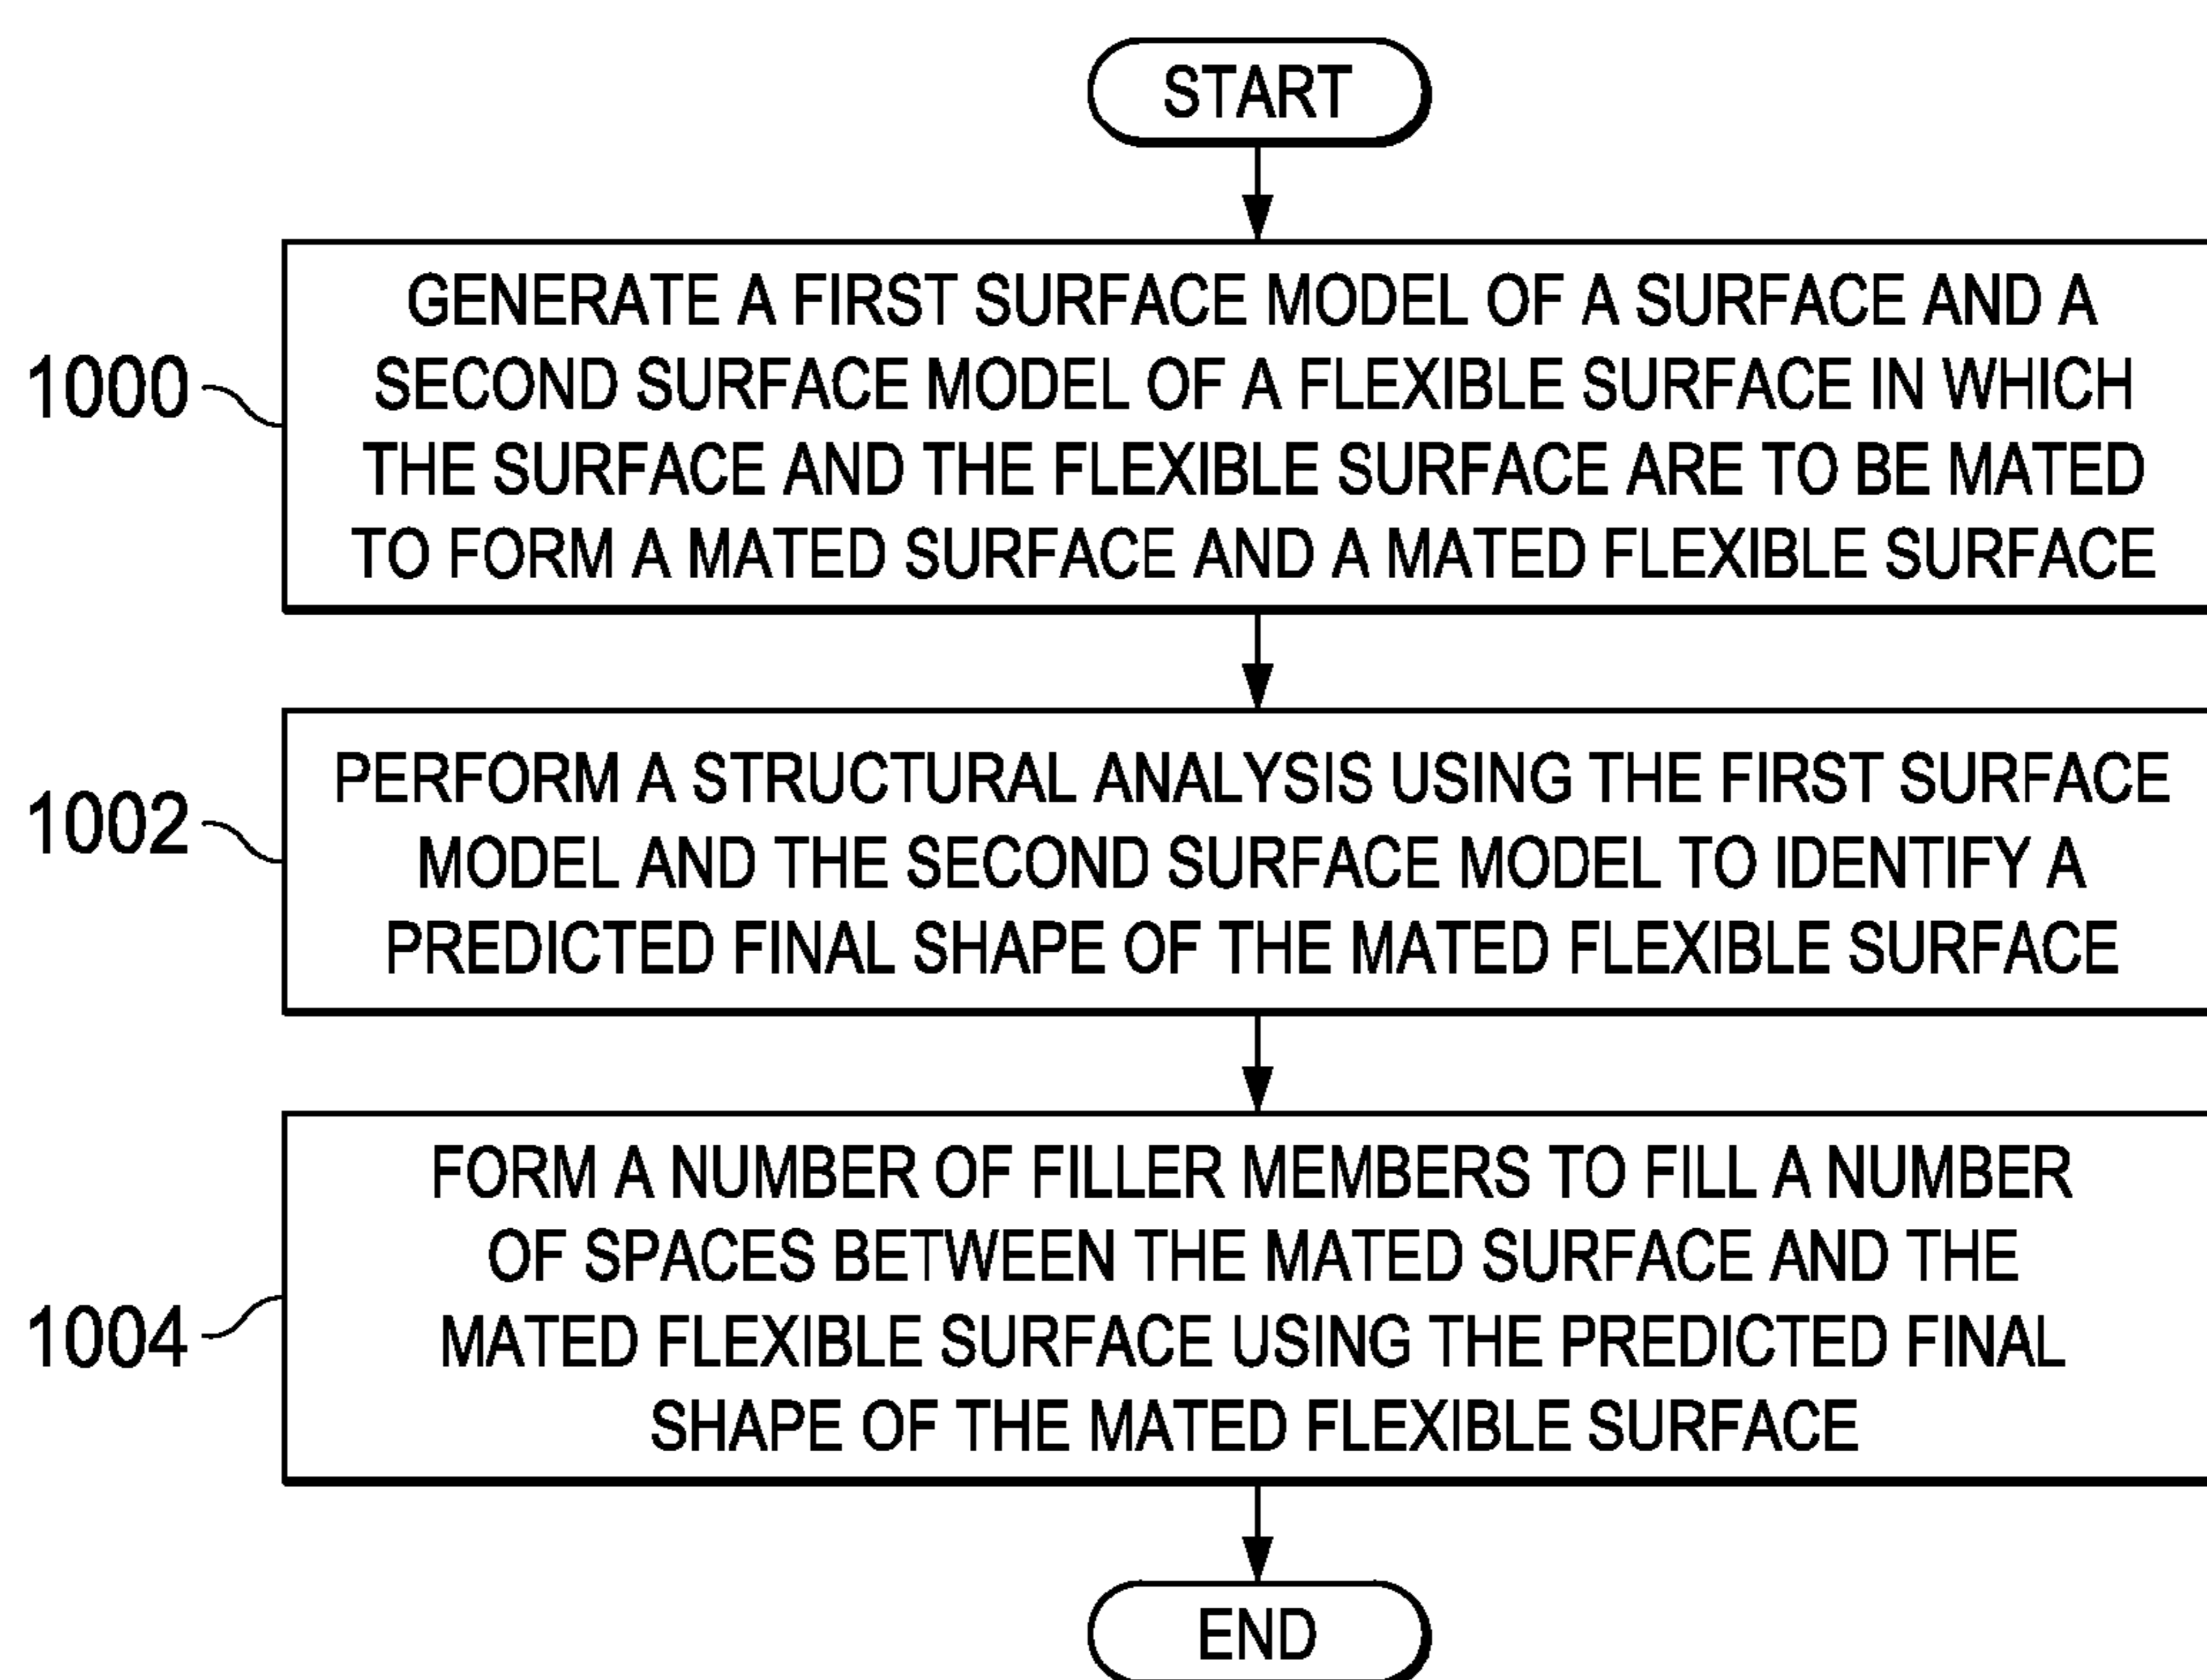 START
GENERATE A FIRST SURFACE MODEL OF A SURFACE AND A
SECOND SURFACE MODEL OF A FLEXIBLE SURFACE IN WHICH
THE SURFACE AND THE FLEXIBLE SURFACE ARE TO BE MATED
TO FORM A MATED SURFACE AND A MATED FLEXIBLE SURFACE
1000
PERFORM A STRUCTURAL ANALYSIS USING THE FIRST SURFACE
MODEL AND THE SECOND SURFACE MODEL TO IDENTIFY A
PREDICTED FINAL SHAPE OF THE MATED FLEXIBLE SURFACE
1002
FORM A NUMBER OF FILLER MEMBERS TO FILL A NUMBER
OF SPACES BETWEEN THE MATED SURFACE AND THE
MATED FLEXIBLE SURFACE USING THE PREDICTED FINAL
SHAPE OF THE MATED FLEXIBLE SURFACE
1004
END